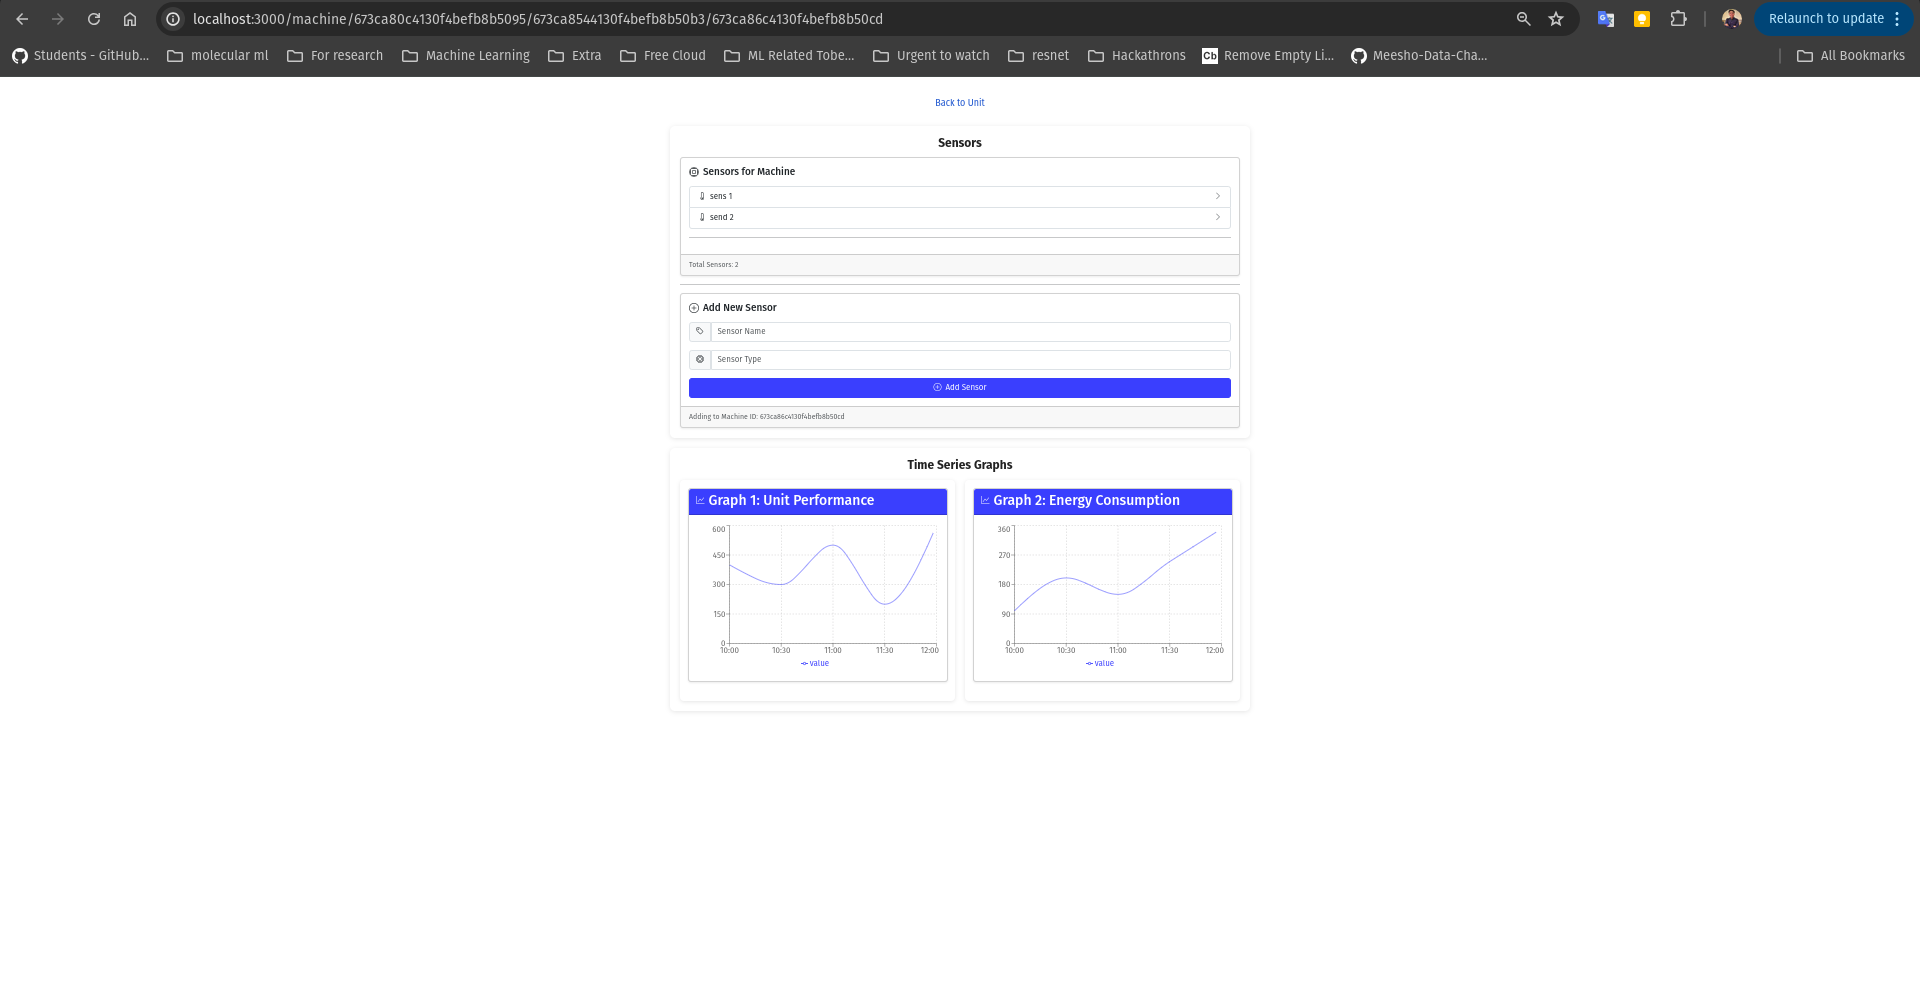 localhost:3000/machine/673ca80c4130f4befb8b5095/673ca8544130f4befb8b50b3/673ca86c4130f4befb8b50cd
Relaunch to update
Students - GitHub... molecular ml For research Machine Learning Extra Free Cloud ML Related Tobe... Urgent to watch resnet Hackathrons Cb Remove Empty Li... Meesho-Data-Cha... All Bookmarks
Back to Unit
Sensors
Sensors for Machine
sens 1
send 2
Total Sensors: 2
Add New Sensor
Sensor Name
Sensor Type
Add Sensor
Adding to Machine ID: 673ca86c4130f4befb8b50cd
Time Series Graphs
Graph 1: Unit Performance
600
450
300
150
0
10:00 10:30 11:00 11:30 12:00
value
Graph 2: Energy Consumption
360
270
180
90
0
10:00 10:30 11:00 11:30 12:00
value